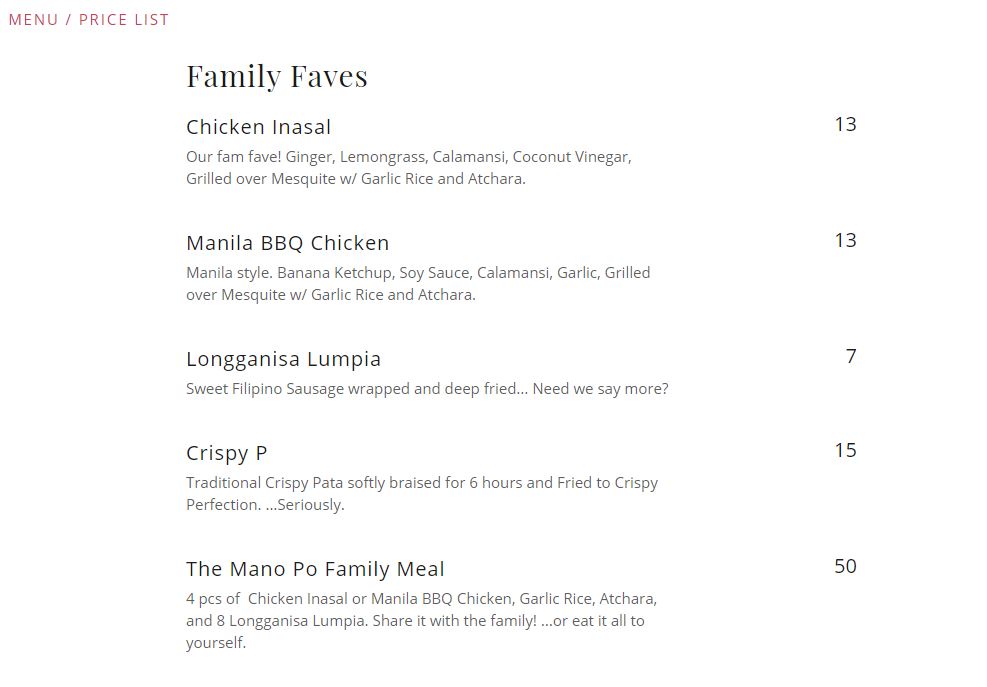 MENU / PRICE LIST
Family Faves
Chicken Inasal 13
Our fam fave! Ginger, Lemongrass, Calamansi, Coconut Vinegar,
Grilled over Mesquite w/ Garlic Rice and Atchara.
Manila BBQ Chicken 13
Manila style. Banana Ketchup, Soy Sauce, Calamansi, Garlic, Grilled
over Mesquite w/ Garlic Rice and Atchara.
Longganisa Lumpia 7
Sweet Filipino Sausage wrapped and deep fried... Need we say more?
Crispy P 15
Traditional Crispy Pata softly braised for 6 hours and Fried to Crispy
Perfection. ...Seriously.
The Mano Po Family Meal 50
4 pcs of  Chicken Inasal or Manila BBQ Chicken, Garlic Rice, Atchara,
and 8 Longganisa Lumpia. Share it with the family! ...or eat it all to
yourself.